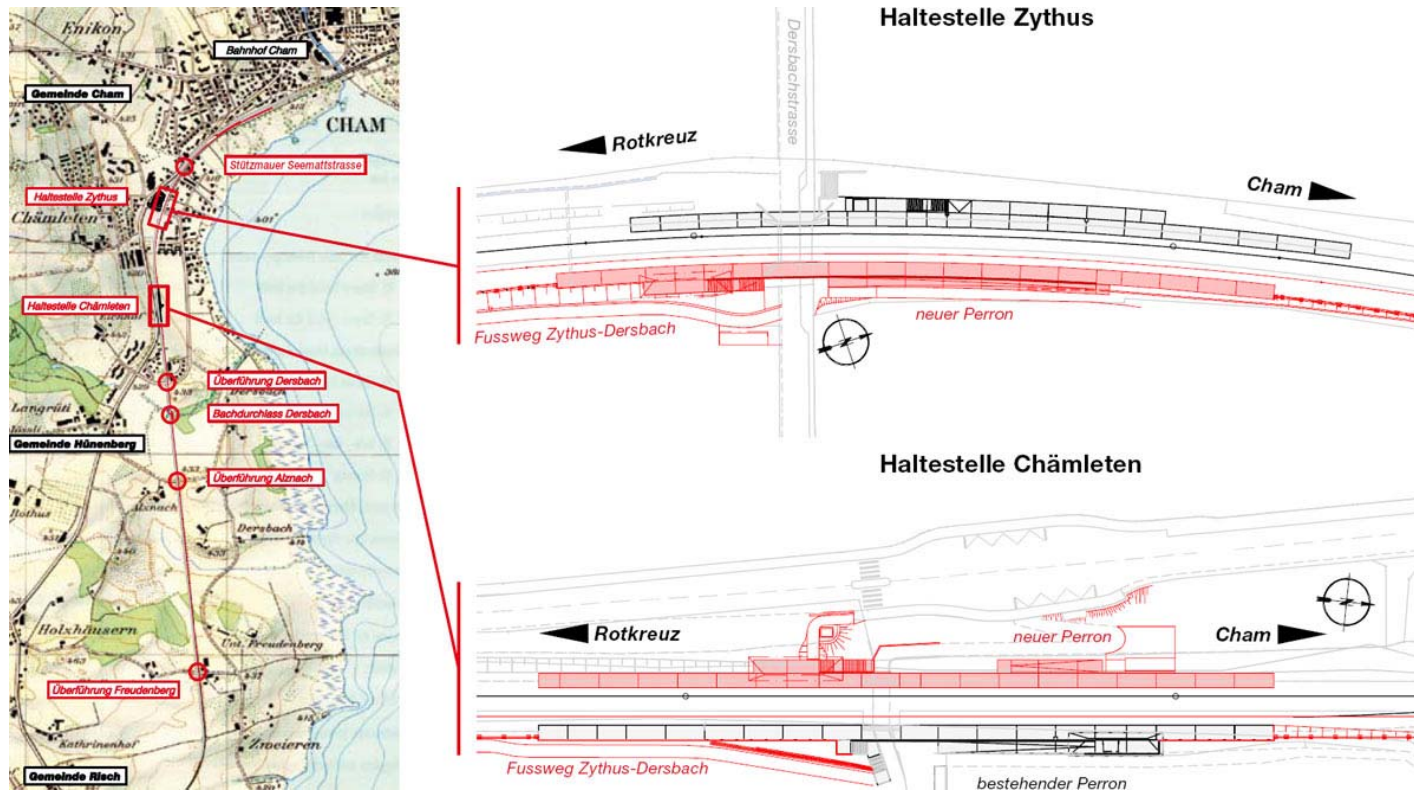 Enikon
Bahnhof Cham
Gemeinde Cham
CHAM
Stützmauer Seemattstrasse
Haltestelle Zythus
Chämleten
Haltestelle Chämleten
Eichhof
Überführung Dersbach
Dersbach
Langrüti
Bachdurchlass Dersbach
Gemeinde Hünenberg
Überführung Alznach
Rothus
Alznach
Dersbach
Holzhäusern
Unt. Freudenberg
Überführung Freudenberg
Kathrinenhof
Zweieren
Gemeinde Risch
Haltestelle Zythus
Dersbachstrasse
Rotkreuz
Cham
Fussweg Zythus-Dersbach
neuer Perron
N
Haltestelle Chämleten
Rotkreuz
neuer Perron
Cham
N
Fussweg Zythus-Dersbach
bestehender Perron